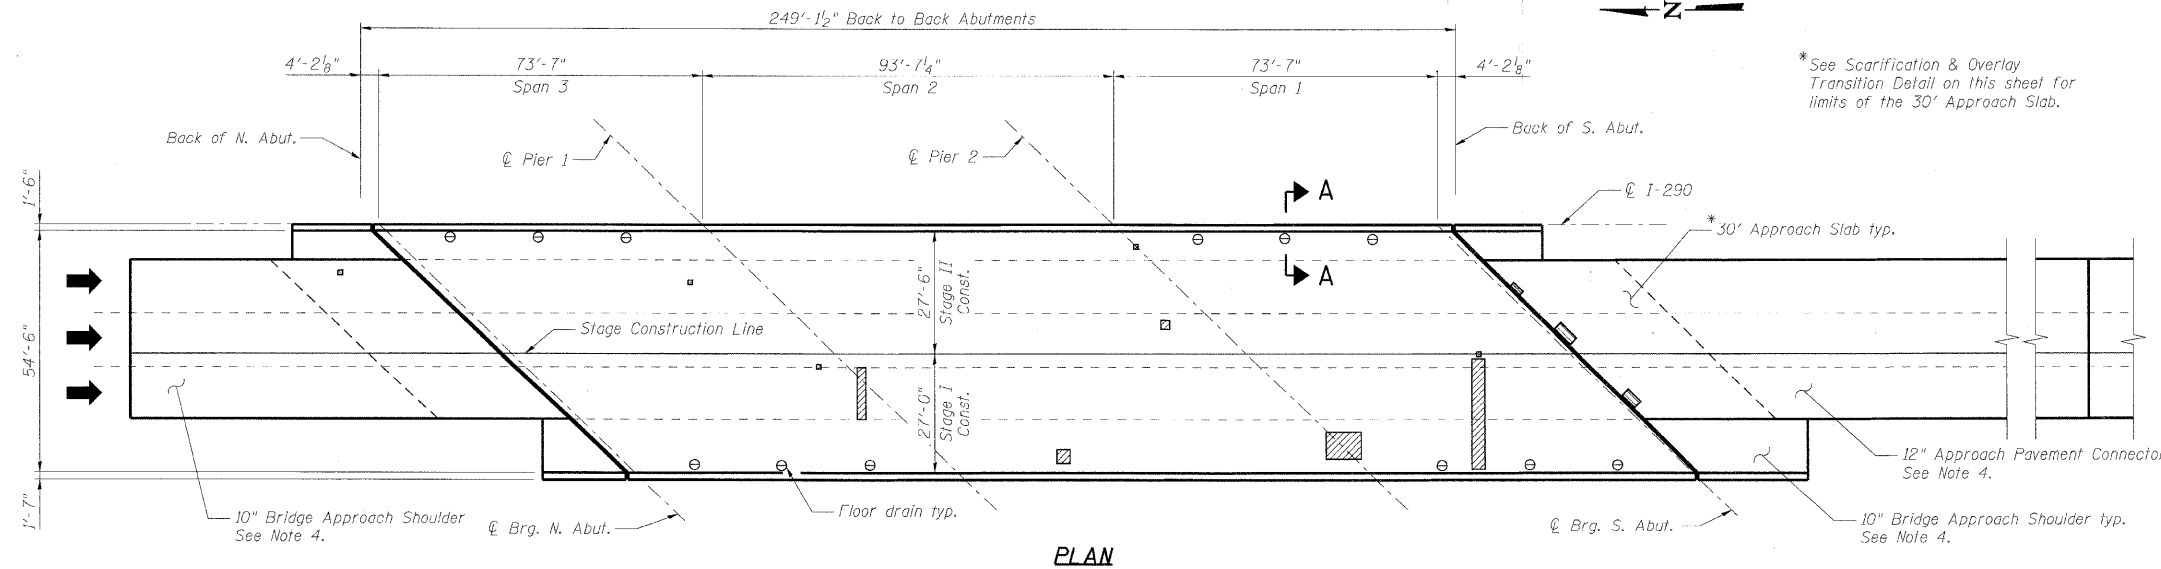 249'-1½" Back to Back Abutments
N
4'-2⅛"
73'-7"
93'-7¼"
73'-7"
4'-2⅛"
Span 3
Span 2
Span 1
*See Scarification & Overlay
Transition Detail on this sheet for
limits of the 30' Approach Slab.
Back of N. Abut.
Back of S. Abut.
℄ Pier 1
℄ Pier 2
1'-6"
A
℄ I-290
*30' Approach Slab typ.
A
27'-6"
Stage II
Const.
Stage Construction Line
54'-6"
27'-0"
Stage I
Const.
12" Approach Pavement Connecto
See Note 4.
1'-7"
10" Bridge Approach Shoulder
See Note 4.
℄ Brg. N. Abut.
Floor drain typ.
℄ Brg. S. Abut.
10" Bridge Approach Shoulder typ.
See Note 4.
PLAN